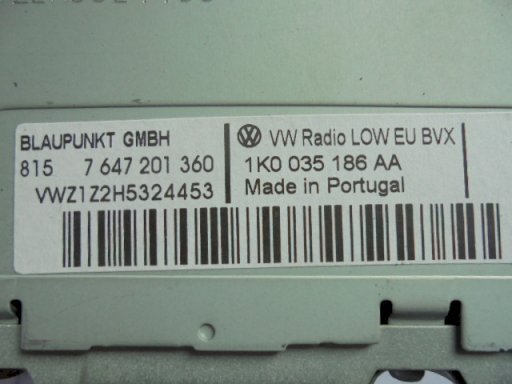 BLAUPUNKT GMBH
815 7 647 201 360
VWZ1Z2H5324453
VW Radio LOW EU BVX
1K0 035 186 AA
Made in Portugal